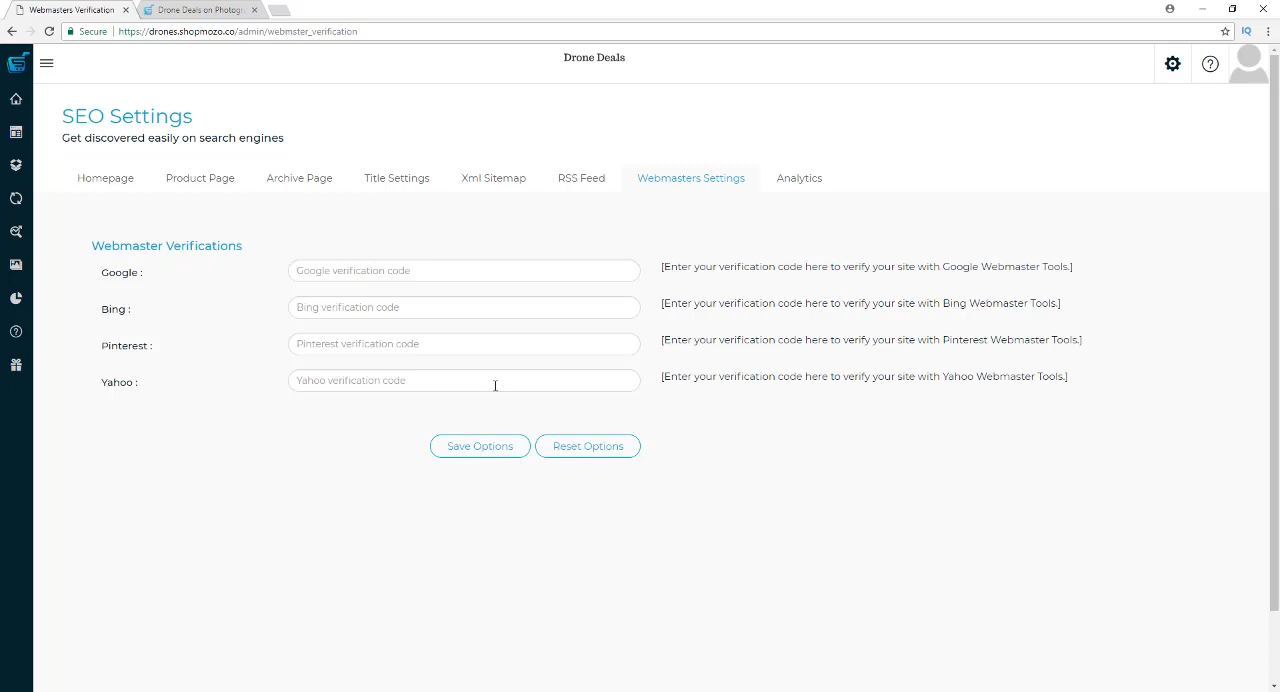 Webmasters Verification
Drone Deals on Photogr
Secure
https://drones.shopmozo.co/admin/webmster_verification
IQ
Drone Deals
SEO Settings
Get discovered easily on search engines
Homepage Product Page Archive Page Title Settings Xml Sitemap RSS Feed Webmasters Settings Analytics
Webmaster Verifications
Google : Google verification code [Enter your verification code here to verify your site with Google Webmaster Tools.]
Bing : Bing verification code [Enter your verification code here to verify your site with Bing Webmaster Tools.]
Pinterest : Pinterest verification code [Enter your verification code here to verify your site with Pinterest Webmaster Tools.]
Yahoo : Yahoo verification code [Enter your verification code here to verify your site with Yahoo Webmaster Tools.]
Save Options Reset Options